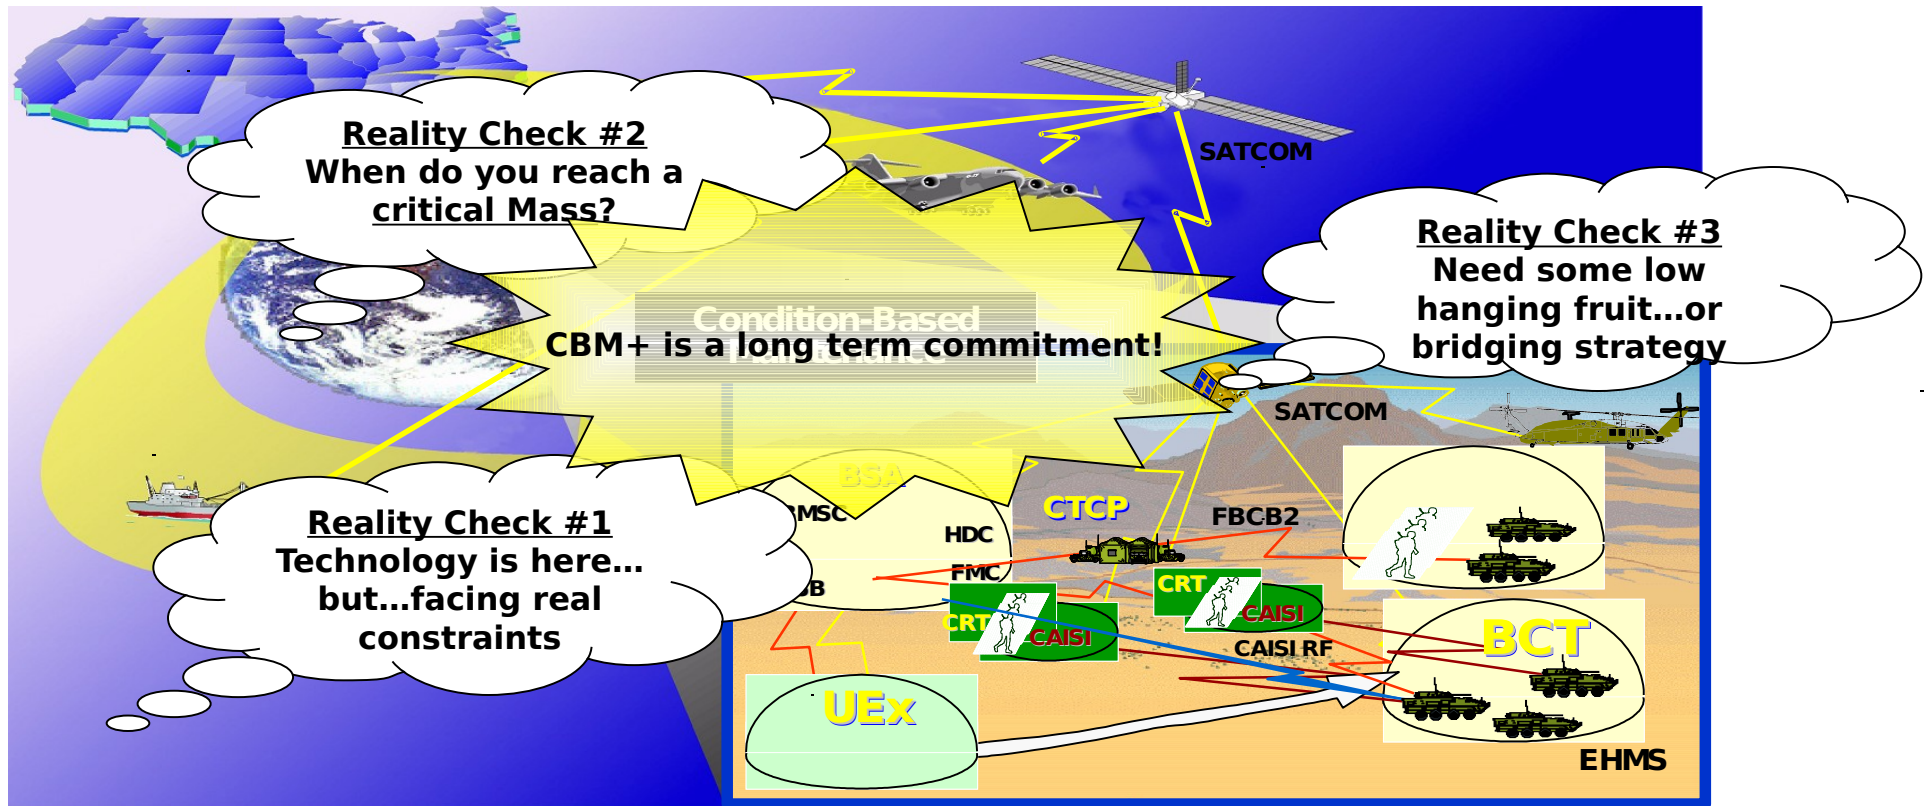 Reality Check #2
When do you reach a
critical Mass?
SATCOM
Reality Check #3
Need some low
hanging fruit...or
bridging strategy
Condition-Based
CBM+ is a long term commitment!
SATCOM
BSA
CTCP
FBCB2
HDC
FMC
Reality Check #1
Technology is here...
but...facing real
constraints
CRT
CAISI
CRT
CAISI
CAISI RF
BCT
UEx
EHMS